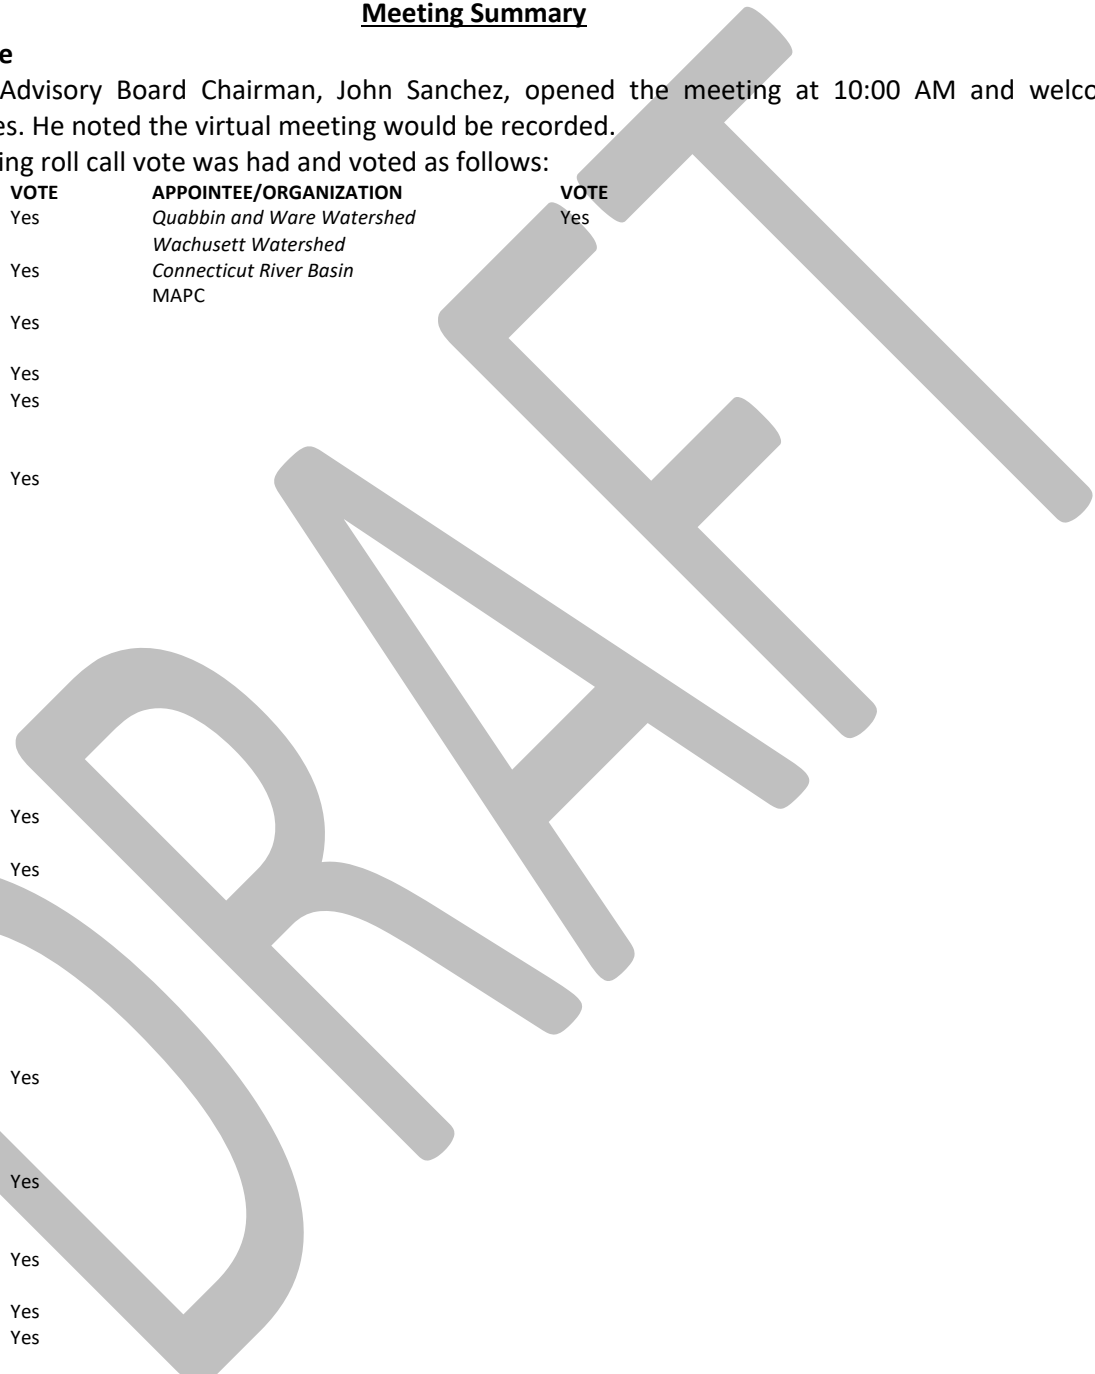 Meeting Summary
e
Advisory Board Chairman, John Sanchez, opened the meeting at 10:00 AM and welco
es. He noted the virtual meeting would be recorded.
ing roll call vote was had and voted as follows:
VOTE APPOINTEE/ORGANIZATION VOTE
Yes Quabbin and Ware Watershed Yes
Wachusett Watershed
Yes Connecticut River Basin
MAPC
Yes
Yes
Yes
Yes
Yes
Yes
Yes
Yes
Yes
Yes
Yes
DRAFT